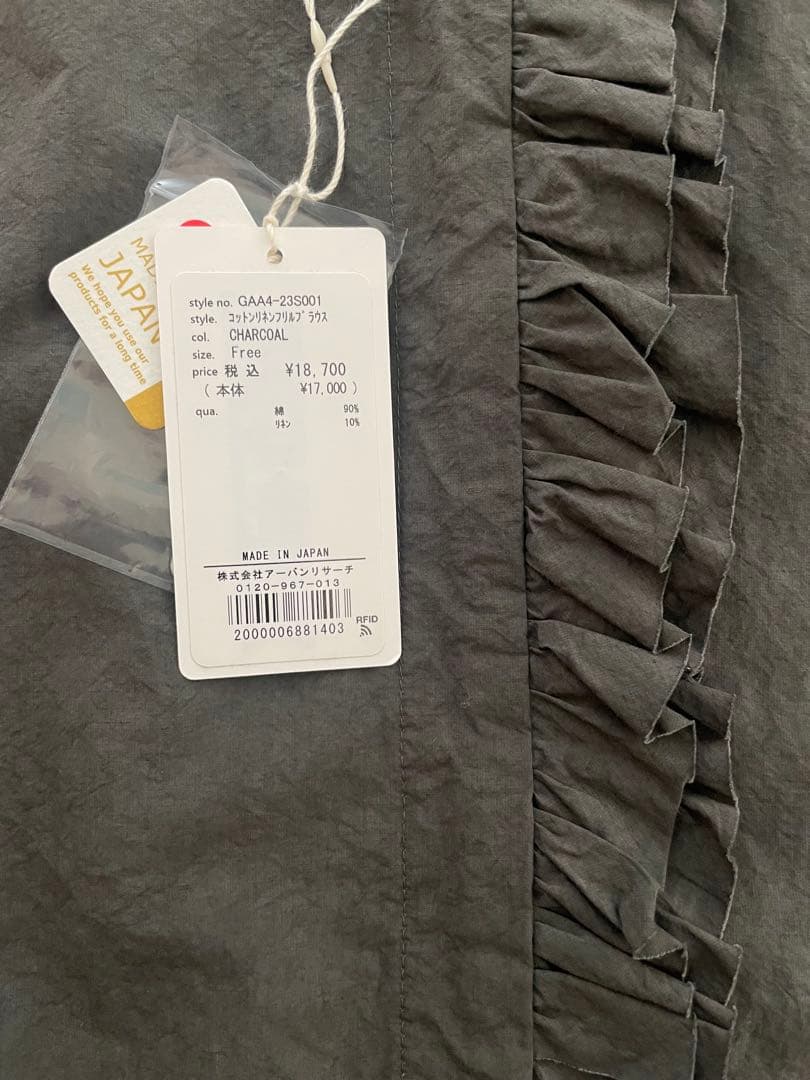 MADE
JAPAN
We hope you use our
products for a long time
style no. GAA4-23S001
style. ｺｯﾄﾝﾘﾈﾝﾌﾘﾙﾌﾞﾗｳｽ
col. CHARCOAL
size. Free
price 税込 ¥18,700
( 本体 ¥17,000 )
qua. 綿 90%
ﾘﾈﾝ 10%
MADE IN JAPAN
株式会社アーバンリサーチ
0120-967-013
RFID
2000006881403